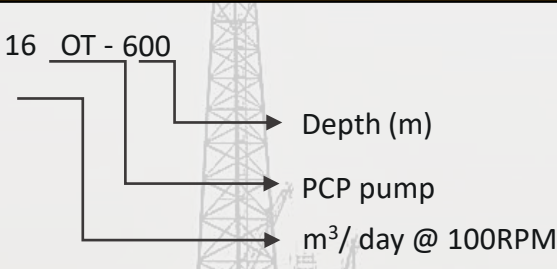 16 OT - 600
Depth (m)
PCP pump
m³/ day @ 100RPM